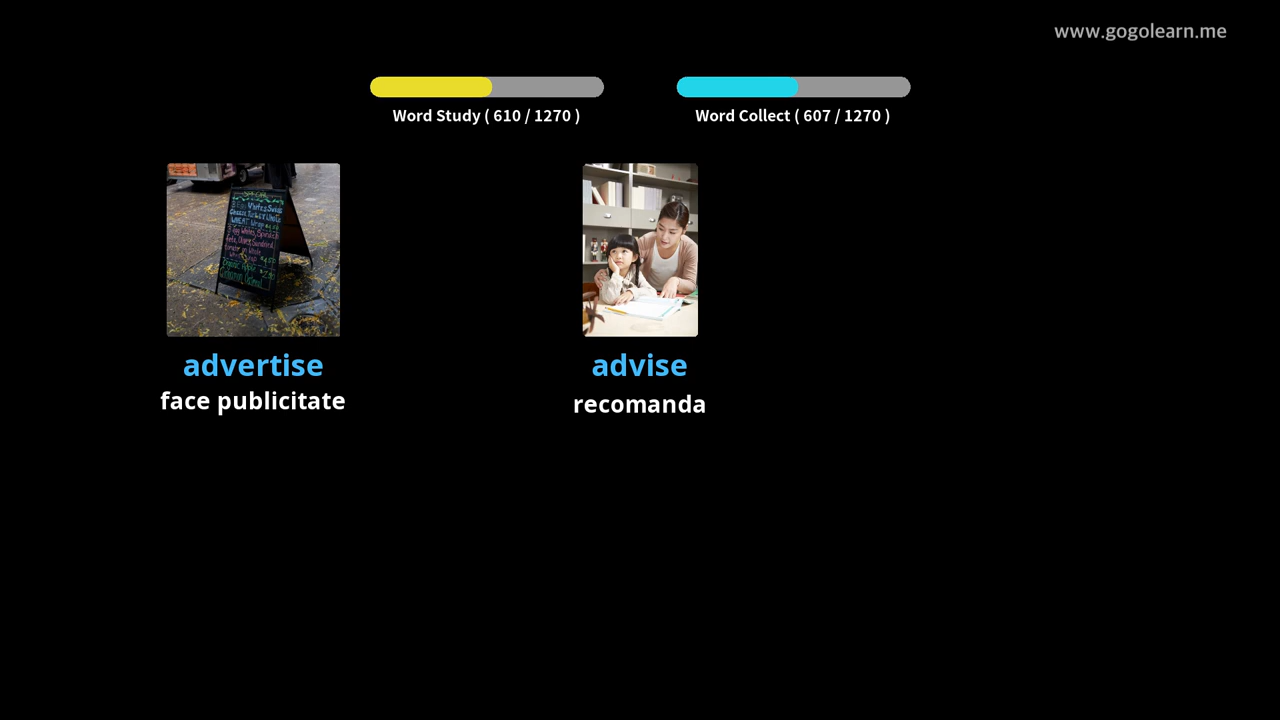 www.gogolearn.me
Word Study ( 610 / 1270 )
Word Collect ( 607 / 1270 )
advertise
face publicitate
advise
recomanda